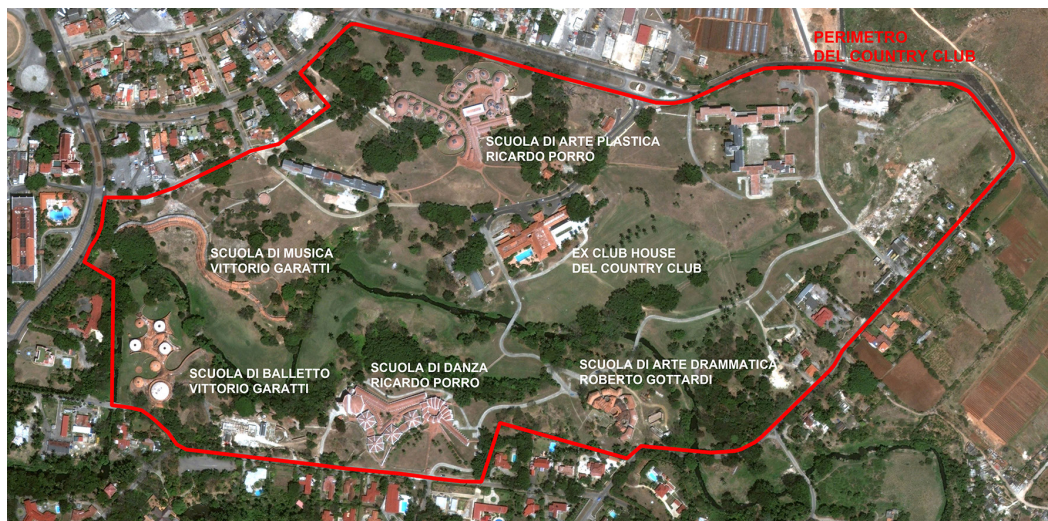 PERIMETRO
DEL COUNTRY CLUB
SCUOLA DI ARTE PLASTICA
RICARDO PORRO
SCUOLA DI MUSICA
VITTORIO GARATTI
EX CLUB HOUSE
DEL COUNTRY CLUB
SCUOLA DI BALLETTO
VITTORIO GARATTI
SCUOLA DI DANZA
RICARDO PORRO
SCUOLA DI ARTE DRAMMATICA
ROBERTO GOTTARDI